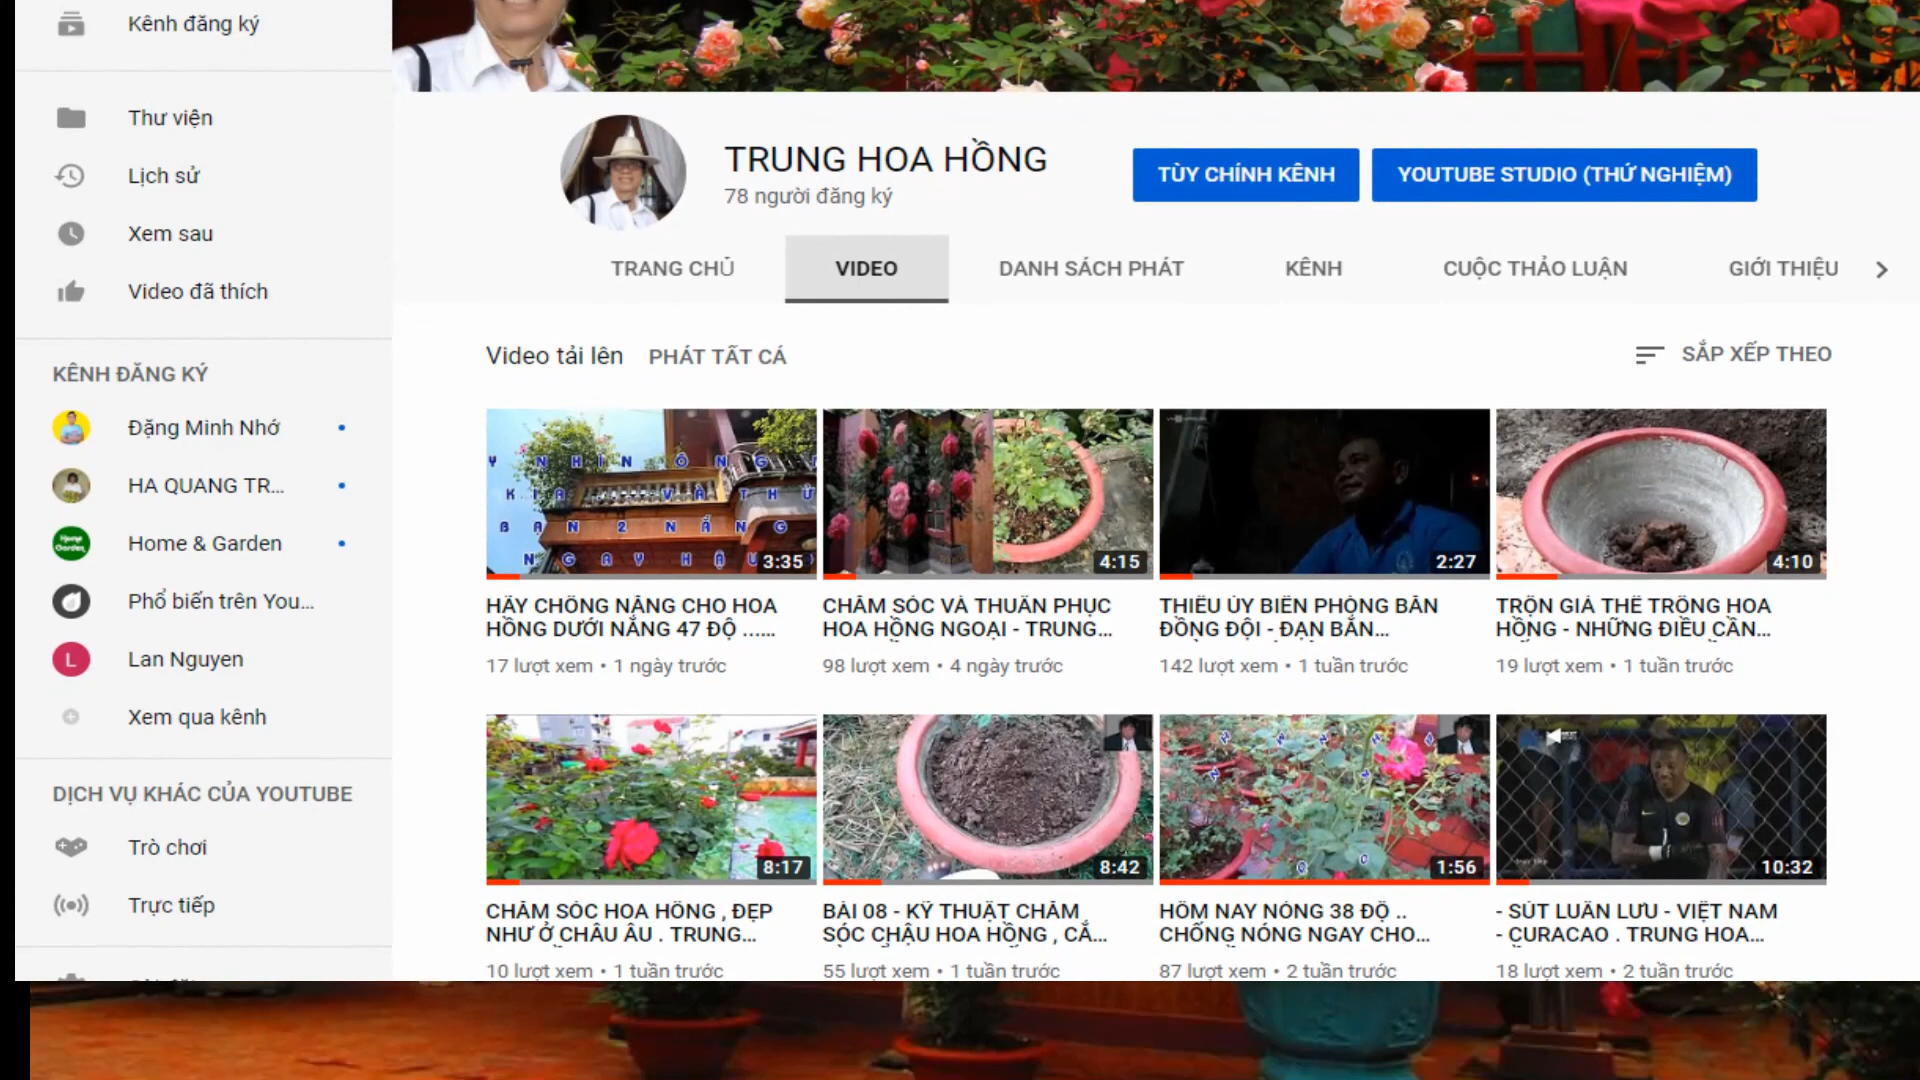 Kênh đăng ký
Thư viện
Lịch sử
Xem sau
Video đã thích
KÊNH ĐĂNG KÝ
Đặng Minh Nhớ
HA QUANG TR...
Home & Garden
Phổ biến trên You...
L
Lan Nguyen
Xem qua kênh
DỊCH VỤ KHÁC CỦA YOUTUBE
Trò chơi
Trực tiếp
TRUNG HOA HỒNG
78 người đăng ký
TÙY CHỈNH KÊNH
YOUTUBE STUDIO (THỬ NGHIỆM)
TRANG CHỦ
VIDEO
DANH SÁCH PHÁT
KÊNH
CUỘC THẢO LUẬN
GIỚI THIỆU
Video tải lên
PHÁT TẤT CẢ
SẮP XẾP THEO
Y NHÌN ÔNG
KIA VÀ THỬ
BẠN 2 NẮNG
NGAY HẬU
3:35
HÃY CHỐNG NẮNG CHO HOA
HỒNG DƯỚI NẮNG 47 ĐỘ ......
17 lượt xem • 1 ngày trước
4:15
CHĂM SÓC VÀ THUẦN PHỤC
HOA HỒNG NGOẠI - TRUNG...
98 lượt xem • 4 ngày trước
2:27
THIẾU ÚY BIÊN PHÒNG BẮN
ĐỒNG ĐỘI - ĐẠN BẮN...
142 lượt xem • 1 tuần trước
4:10
TRỘN GIÁ THỂ TRỒNG HOA
HỒNG - NHỮNG ĐIỀU CẦN...
19 lượt xem • 1 tuần trước
8:17
CHĂM SÓC HOA HỒNG , ĐẸP
NHƯ Ở CHÂU ÂU . TRUNG...
10 lượt xem • 1 tuần trước
8:42
BÀI 08 - KỸ THUẬT CHĂM
SÓC CHẬU HOA HỒNG , CẮ...
55 lượt xem • 1 tuần trước
1:56
HÔM NAY NÓNG 38 ĐỘ ..
CHỐNG NÓNG NGAY CHO...
87 lượt xem • 2 tuần trước
10:32
- SÚT LUÂN LƯU - VIỆT NAM
- CURACAO . TRUNG HOA...
18 lượt xem • 2 tuần trước